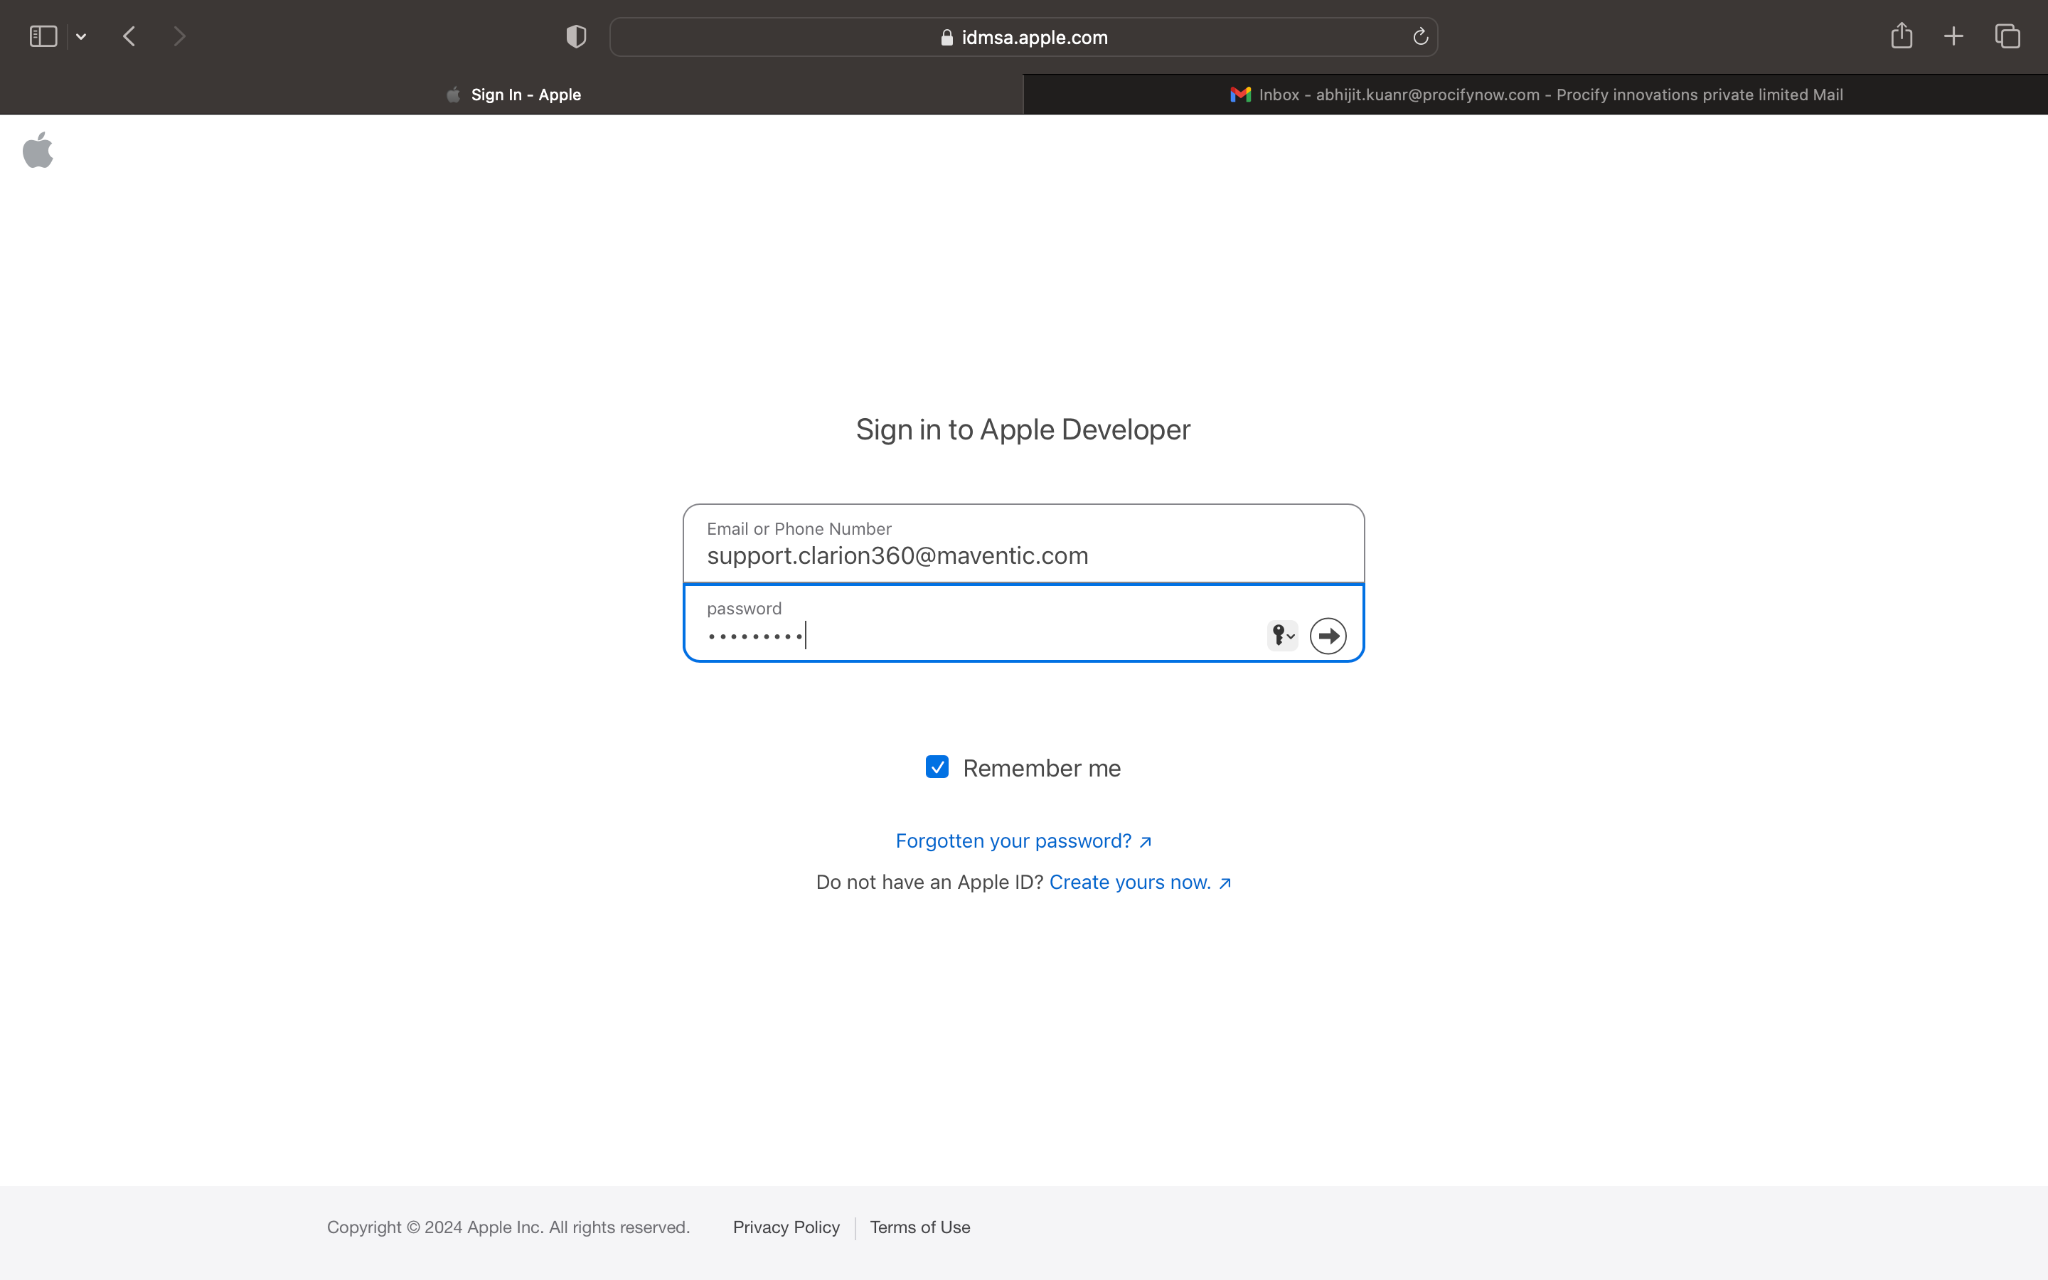 idmsa.apple.com
Sign In - Apple
Inbox - abhijit.kuanr@procifynow.com - Procify innovations private limited Mail
Sign in to Apple Developer
Email or Phone Number
support.clarion360@maventic.com
password
•••••••••
Remember me
Forgotten your password? ↗
Do not have an Apple ID? Create yours now. ↗
Copyright © 2024 Apple Inc. All rights reserved. Privacy Policy | Terms of Use